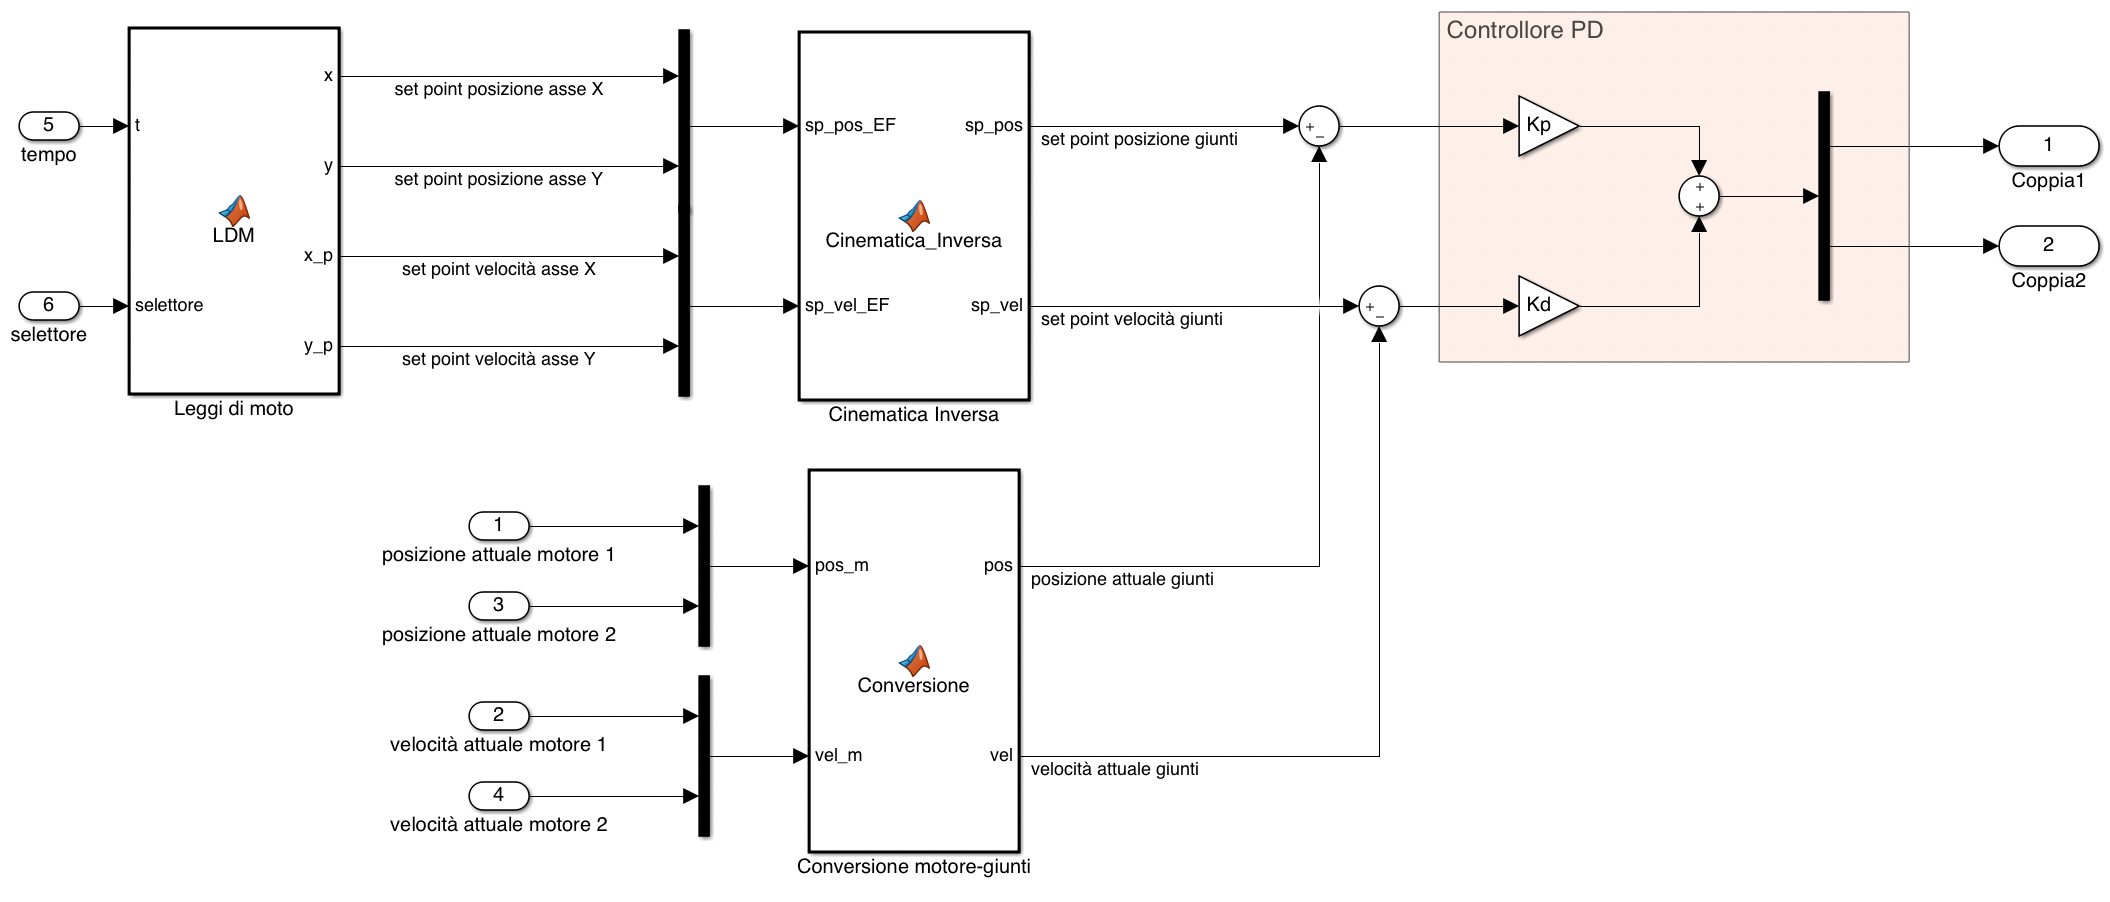 Controllore PD
5
tempo
6
selettore
t
selettore
LDM
x
y
x_p
y_p
Leggi di moto
set point posizione asse X
set point posizione asse Y
set point velocità asse X
set point velocità asse Y
sp_pos_EF
sp_vel_EF
Cinematica_Inversa
sp_pos
sp_vel
Cinematica Inversa
set point posizione giunti
set point velocità giunti
+
−
+
−
Kp
Kd
+
+
1
Coppia1
2
Coppia2
1
posizione attuale motore 1
3
posizione attuale motore 2
2
velocità attuale motore 1
4
velocità attuale motore 2
pos_m
vel_m
Conversione
pos
vel
Conversione motore-giunti
posizione attuale giunti
velocità attuale giunti